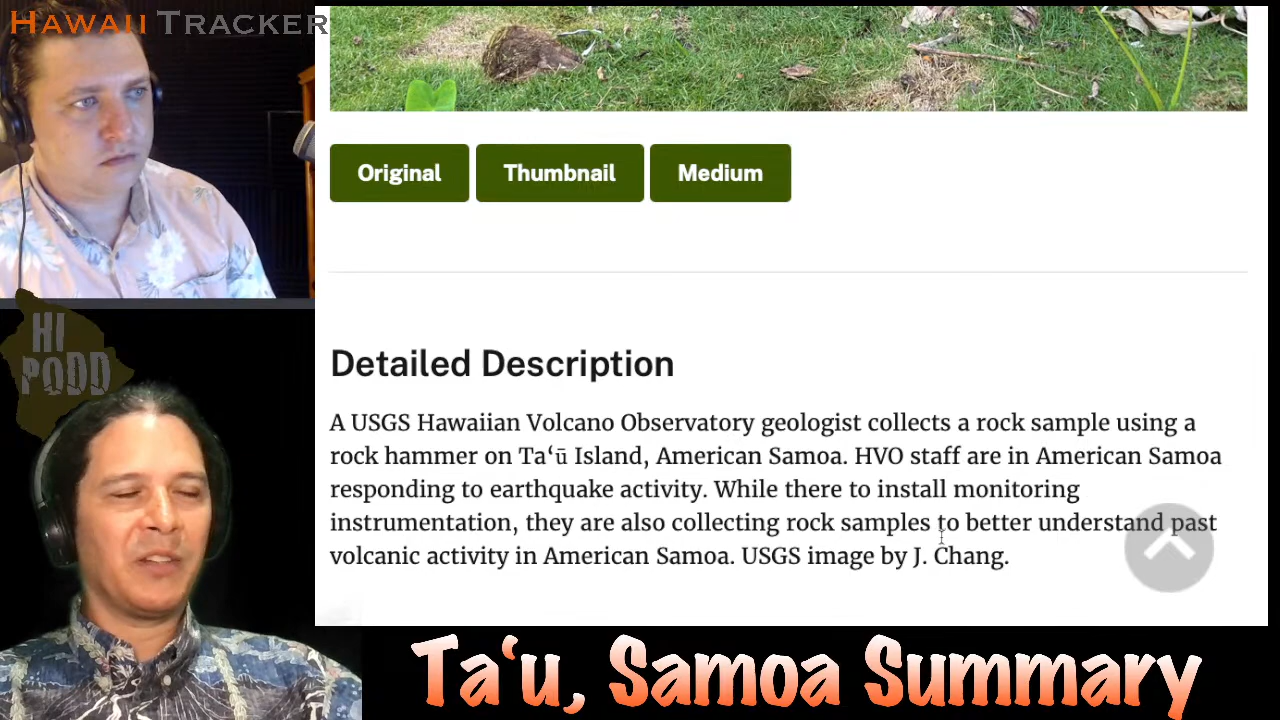 HAWAII TRACKER
HI
PODD
Original Thumbnail Medium
Detailed Description
A USGS Hawaiian Volcano Observatory geologist collects a rock sample using a
rock hammer on Taʻū Island, American Samoa. HVO staff are in American Samoa
responding to earthquake activity. While there to install monitoring
instrumentation, they are also collecting rock samples to better understand past
volcanic activity in American Samoa. USGS image by J. Chang.
Taʻu, Samoa Summary